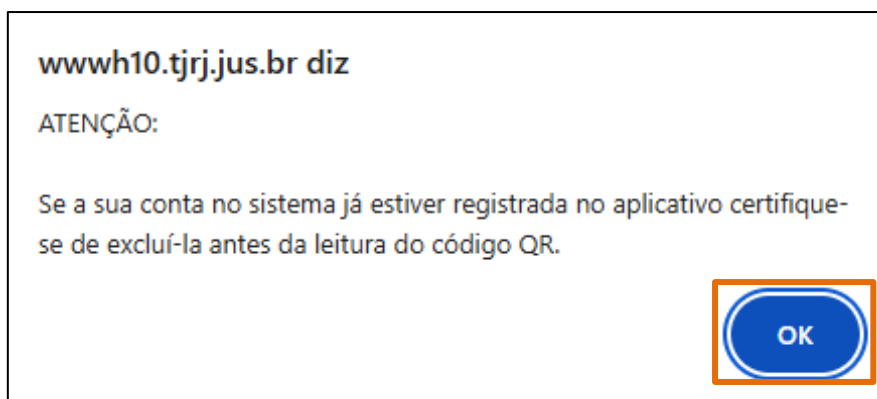 wwwh10.tjrj.jus.br diz
ATENÇÃO:
Se a sua conta no sistema já estiver registrada no aplicativo certifique-
se de excluí-la antes da leitura do código QR.
OK